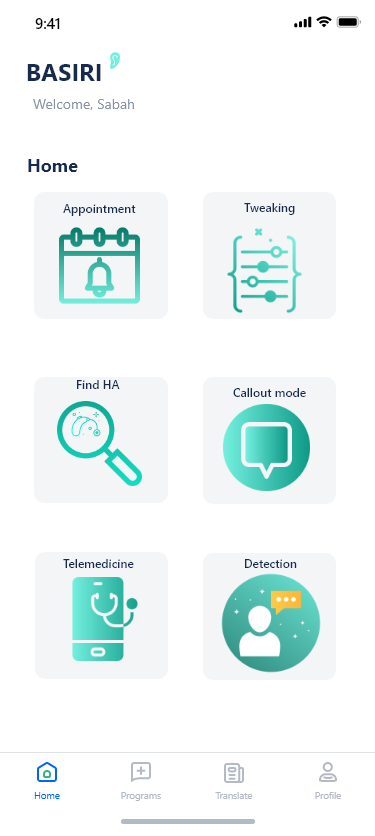 9:41
BASIRI
Welcome, Sabah
Home
Appointment
Tweaking
Find HA
Callout mode
Telemedicine
Detection
Home
Programs
Translate
Profile